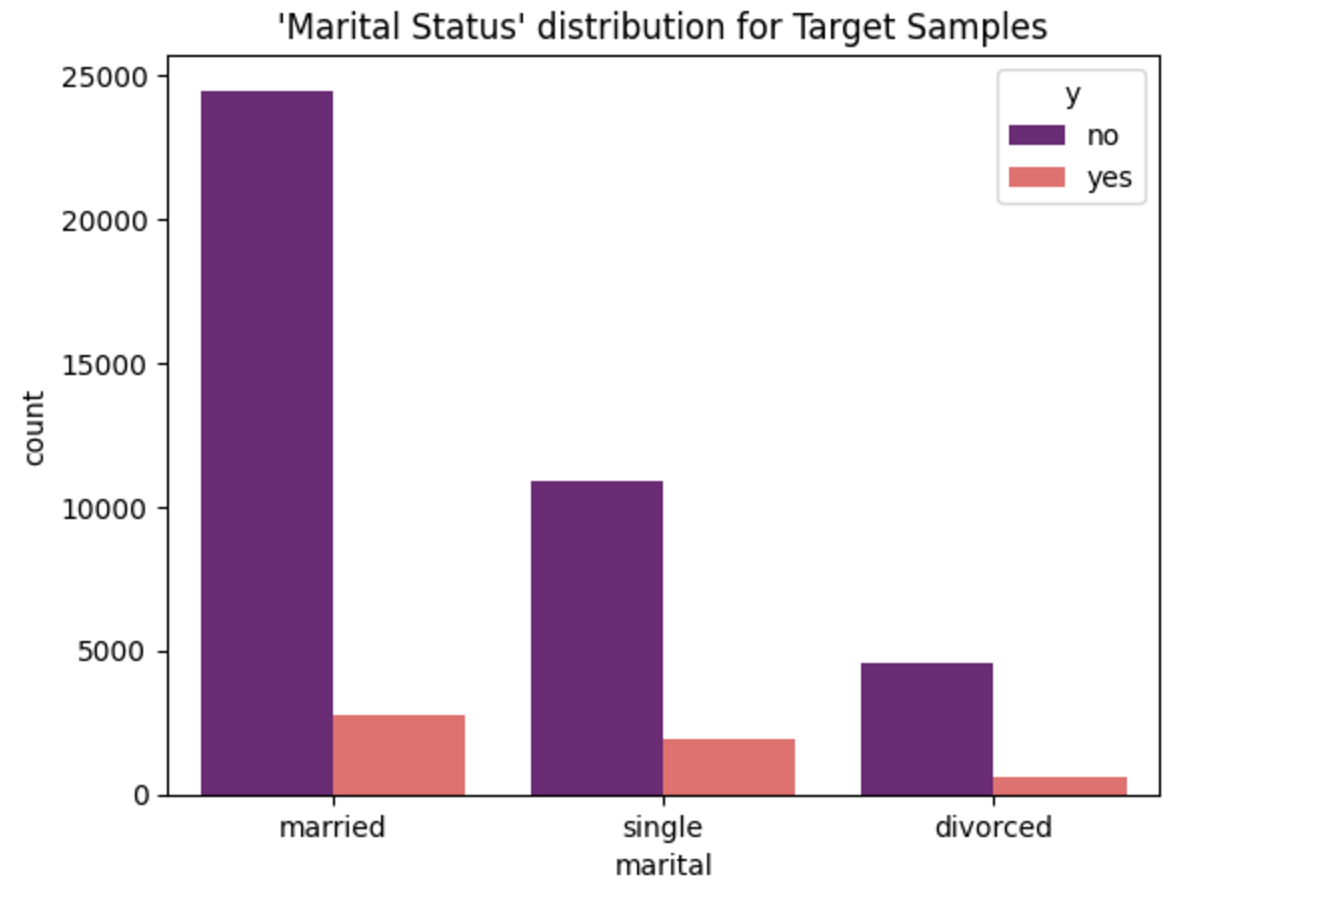 'Marital Status' distribution for Target Samples
y
no
yes
25000
20000
15000
10000
5000
0
count
married
single
divorced
marital